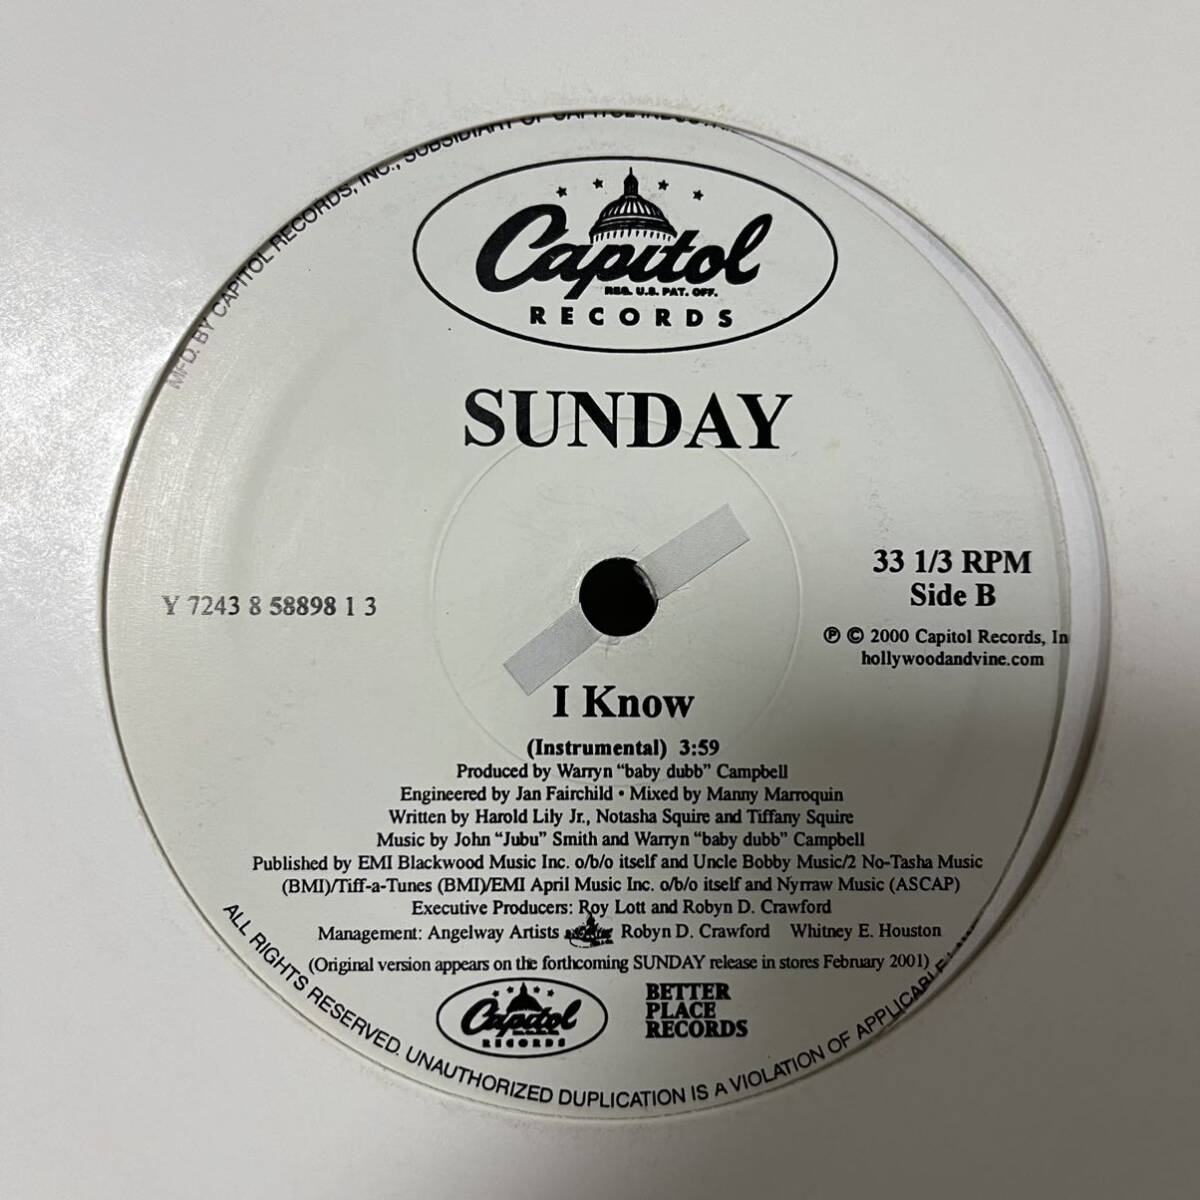 MFD. BY CAPITOL RECORDS, INC., SUBSIDIARY OF CAPITOL
Capitol
REG. U.S. PAT. OFF.
RECORDS
SUNDAY
33 1/3 RPM
Side B
Y 7243 8 58898 1 3
℗ © 2000 Capitol Records, In
hollywoodandvine.com
I Know
(Instrumental) 3:59
Produced by Warryn “baby dubb” Campbell
Engineered by Jan Fairchild • Mixed by Manny Marroquin
Written by Harold Lily Jr., Notasha Squire and Tiffany Squire
Music by John “Jubu” Smith and Warryn “baby dubb” Campbell
Published by EMI Blackwood Music Inc. o/b/o itself and Uncle Bobby Music/2 No-Tasha Music
(BMI)/Tiff-a-Tunes (BMI)/EMI April Music Inc. o/b/o itself and Nyrraw Music (ASCAP)
Executive Producers: Roy Lott and Robyn D. Crawford
Management: Angelway Artists Robyn D. Crawford Whitney E. Houston
(Original version appears on the forthcoming SUNDAY release in stores February 2001)
Capitol
RECORDS
BETTER
PLACE
RECORDS
ALL RIGHTS RESERVED. UNAUTHORIZED DUPLICATION IS A VIOLATION OF APPLICABLE